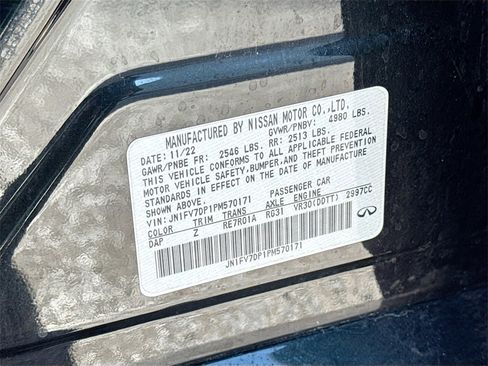 MANUFACTURED BY NISSAN MOTOR CO.,LTD.
DATE: 11/22 GVWR/PNBV: 4980 LBS.
GAWR/PNBE FR: 2546 LBS. RR: 2513 LBS.
THIS VEHICLE CONFORMS TO ALL APPLICABLE FEDERAL
MOTOR VEHICLE SAFETY,BUMPER,AND THEFT PREVENTION
STANDARDS IN EFFECT ON THE DATE OF MANUFACTURE
SHOWN ABOVE.
VIN: JN1FV7DP1PM570171 PASSENGER CAR
COLOR TRIM TRANS AXLE ENGINE 2997CC
DAP Z RE7R01A RG31 VR30(DDTT)
JN1FV7DP1PM570171